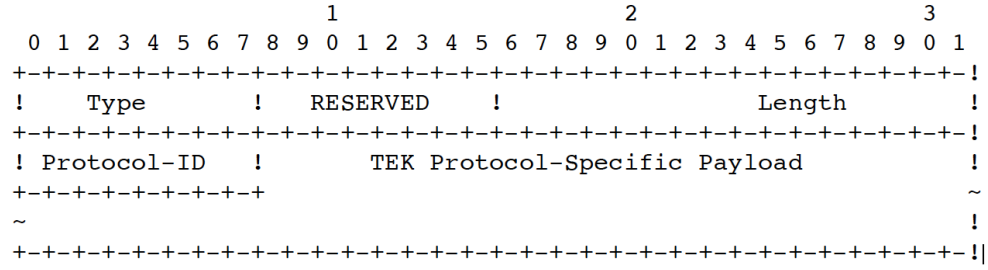 1                   2                   3
 0 1 2 3 4 5 6 7 8 9 0 1 2 3 4 5 6 7 8 9 0 1 2 3 4 5 6 7 8 9 0 1
+-+-+-+-+-+-+-+-+-+-+-+-+-+-+-+-+-+-+-+-+-+-+-+-+-+-+-+-+-+-+-+-!
!    Type       !   RESERVED    !                 Length        !
+-+-+-+-+-+-+-+-+-+-+-+-+-+-+-+-+-+-+-+-+-+-+-+-+-+-+-+-+-+-+-+-!
! Protocol-ID   !       TEK Protocol-Specific Payload           !
+-+-+-+-+-+-+-+-+                                               ~
~                                                               !
+-+-+-+-+-+-+-+-+-+-+-+-+-+-+-+-+-+-+-+-+-+-+-+-+-+-+-+-+-+-+-+-!|